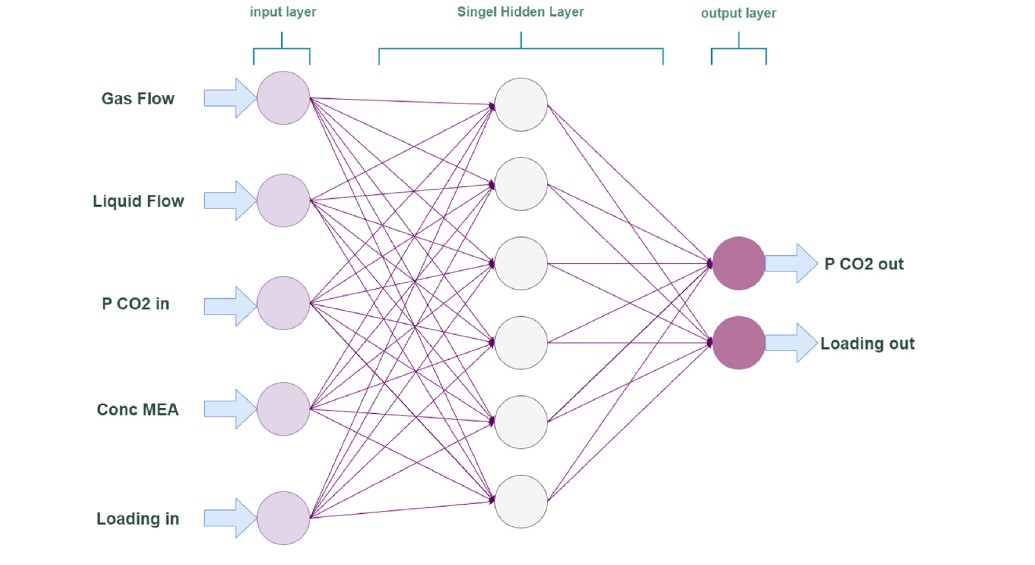 input layer
Singel Hidden Layer
output layer
Gas Flow
Liquid Flow
P CO2 in
Conc MEA
Loading in
P CO2 out
Loading out